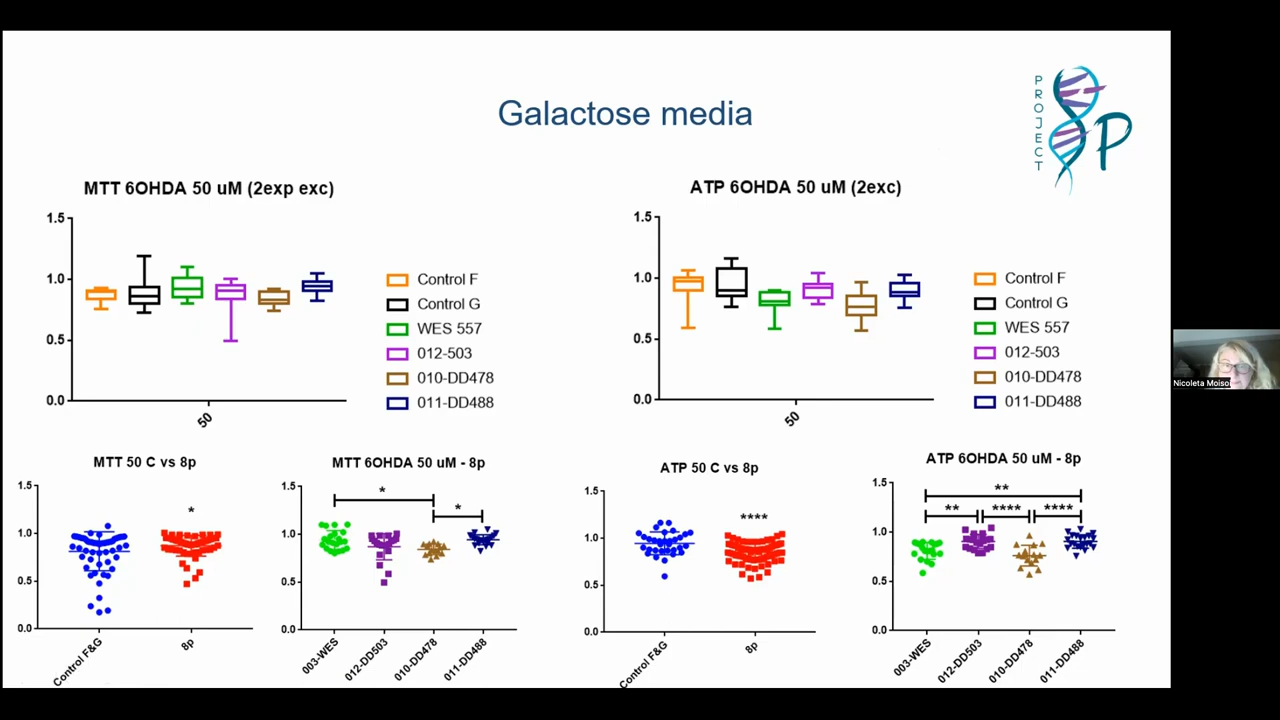 Galactose media
PROJECT
8P
MTT 6OHDA 50 uM (2exp exc)
1.5
1.0
0.5
0.0
50
Control F
Control G
WES 557
012-503
010-DD478
011-DD488
ATP 6OHDA 50 uM (2exc)
1.5
1.0
0.5
0.0
50
Control F
Control G
WES 557
012-503
010-DD478
011-DD488
MTT 50 C vs 8p
1.5
1.0
0.5
0.0
*
Control F&G
8p
MTT 6OHDA 50 uM - 8p
1.5
1.0
0.5
0.0
*
*
003-WES
012-DD503
010-DD478
011-DD488
ATP 50 C vs 8p
1.5
1.0
0.5
0.0
****
Control F&G
8p
ATP 6OHDA 50 uM - 8p
1.5
1.0
0.5
0.0
**
** **** ****
003-WES
012-DD503
010-DD478
011-DD488
Nicoleta Moiso